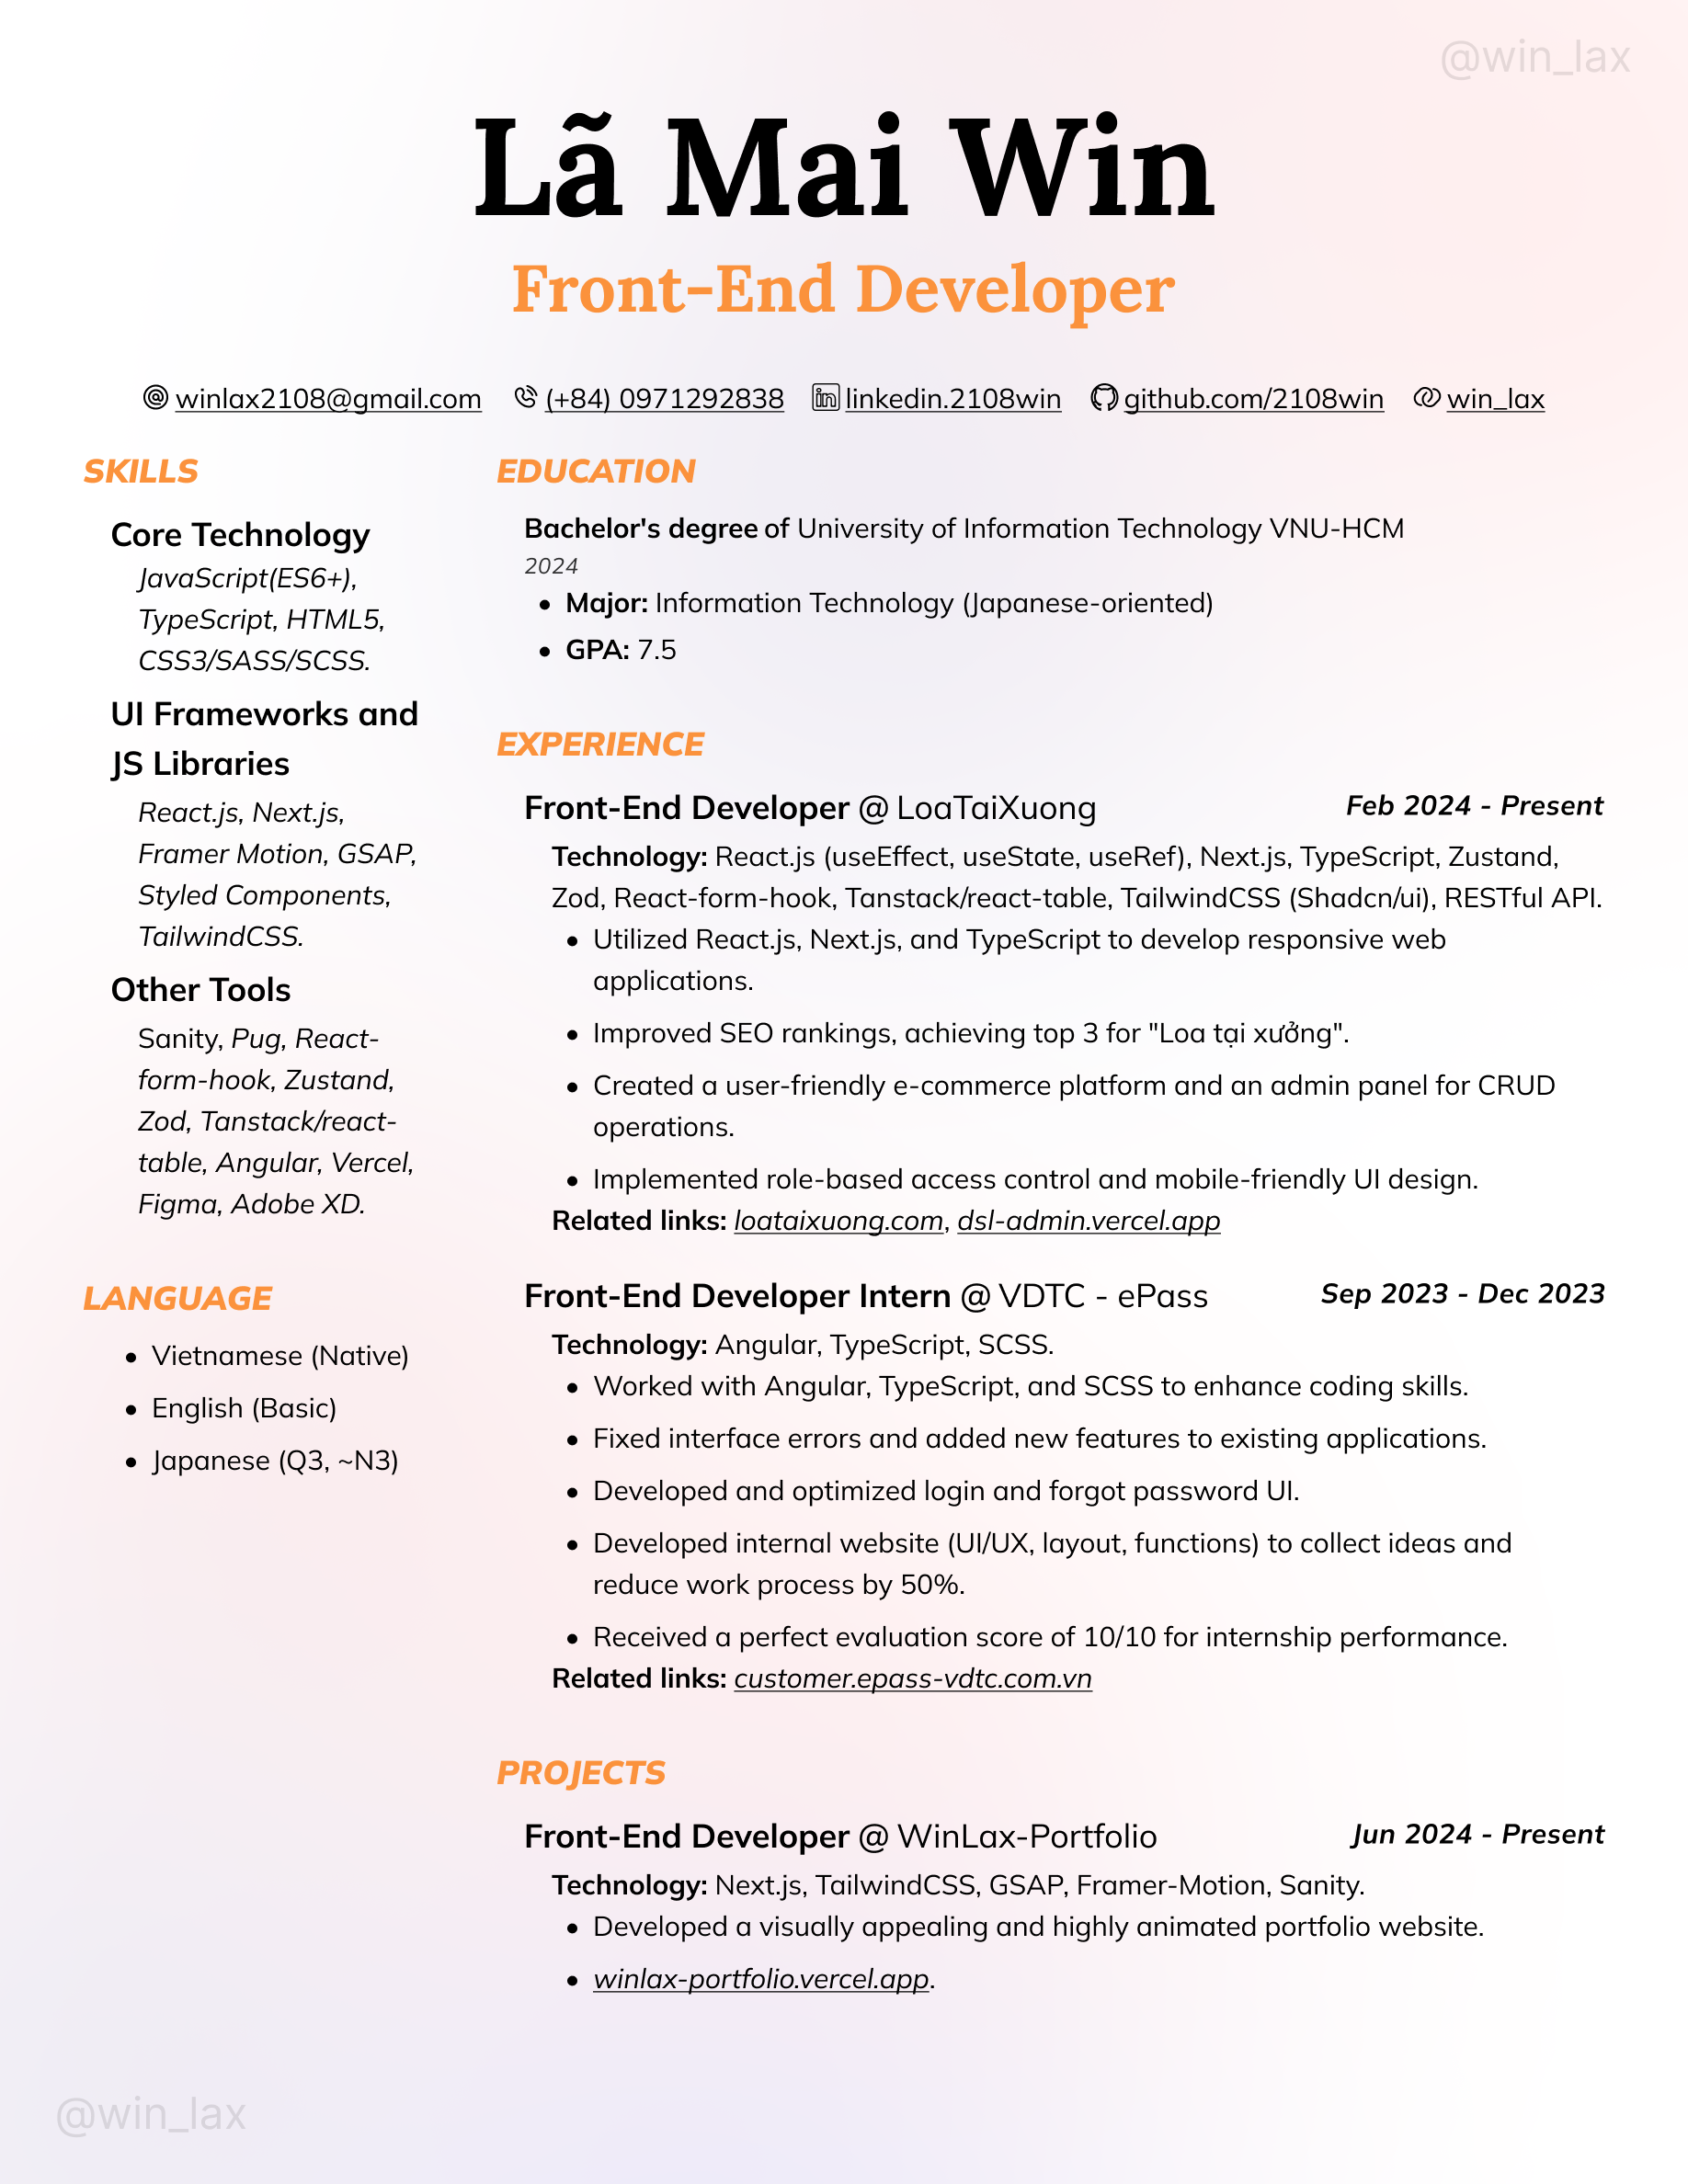 @win_lax
Lã Mai Win
Front-End Developer
winlax2108@gmail.com (+84) 0971292838 linkedin.2108win github.com/2108win win_lax
SKILLS
Core Technology
JavaScript(ES6+),
TypeScript, HTML5,
CSS3/SASS/SCSS.
UI Frameworks and
JS Libraries
React.js, Next.js,
Framer Motion, GSAP,
Styled Components,
TailwindCSS.
Other Tools
Sanity, Pug, React-
form-hook, Zustand,
Zod, Tanstack/react-
table, Angular, Vercel,
Figma, Adobe XD.
LANGUAGE
• Vietnamese (Native)
• English (Basic)
• Japanese (Q3, ~N3)
EDUCATION
Bachelor's degree of University of Information Technology VNU-HCM
2024
• Major: Information Technology (Japanese-oriented)
• GPA: 7.5
EXPERIENCE
Front-End Developer @ LoaTaiXuong Feb 2024 - Present
Technology: React.js (useEffect, useState, useRef), Next.js, TypeScript, Zustand,
Zod, React-form-hook, Tanstack/react-table, TailwindCSS (Shadcn/ui), RESTful API.
• Utilized React.js, Next.js, and TypeScript to develop responsive web
applications.
• Improved SEO rankings, achieving top 3 for "Loa tại xưởng".
• Created a user-friendly e-commerce platform and an admin panel for CRUD
operations.
• Implemented role-based access control and mobile-friendly UI design.
Related links: loataixuong.com, dsl-admin.vercel.app
Front-End Developer Intern @ VDTC - ePass Sep 2023 - Dec 2023
Technology: Angular, TypeScript, SCSS.
• Worked with Angular, TypeScript, and SCSS to enhance coding skills.
• Fixed interface errors and added new features to existing applications.
• Developed and optimized login and forgot password UI.
• Developed internal website (UI/UX, layout, functions) to collect ideas and
reduce work process by 50%.
• Received a perfect evaluation score of 10/10 for internship performance.
Related links: customer.epass-vdtc.com.vn
PROJECTS
Front-End Developer @ WinLax-Portfolio Jun 2024 - Present
Technology: Next.js, TailwindCSS, GSAP, Framer-Motion, Sanity.
• Developed a visually appealing and highly animated portfolio website.
• winlax-portfolio.vercel.app.
@win_lax